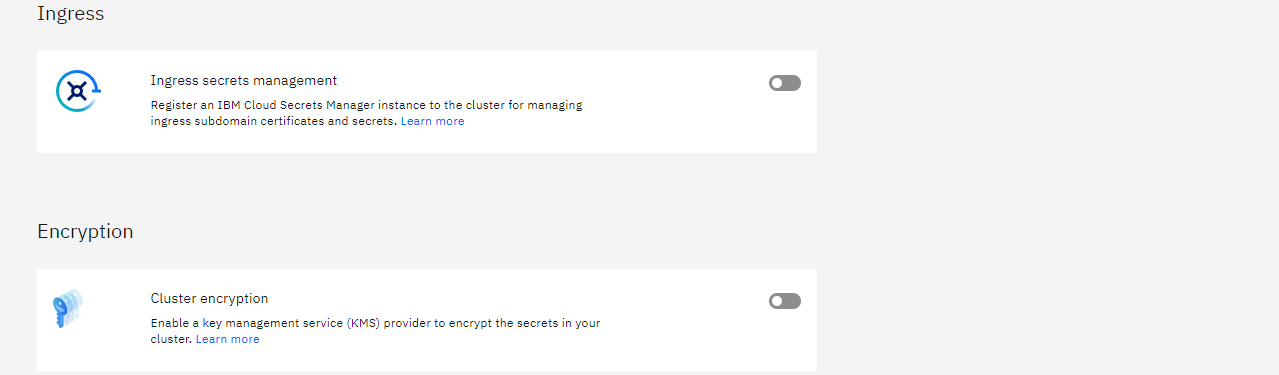 Ingress
Ingress secrets management
Register an IBM Cloud Secrets Manager instance to the cluster for managing
ingress subdomain certificates and secrets. Learn more
Encryption
Cluster encryption
Enable a key management service (KMS) provider to encrypt the secrets in your
cluster. Learn more